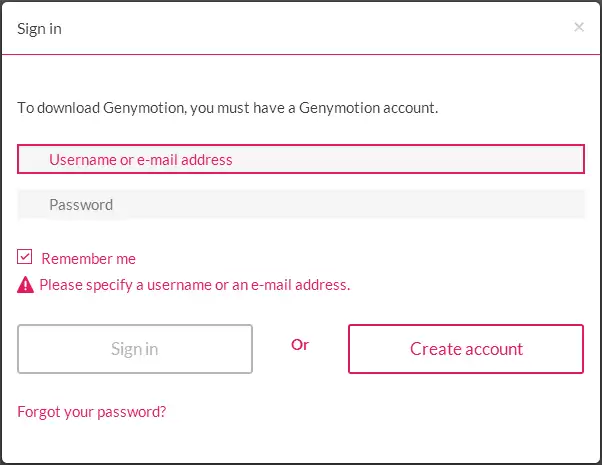 Sign in
×
To download Genymotion, you must have a Genymotion account.
Username or e-mail address
Password
Remember me
Please specify a username or an e-mail address.
Sign in
Or
Create account
Forgot your password?